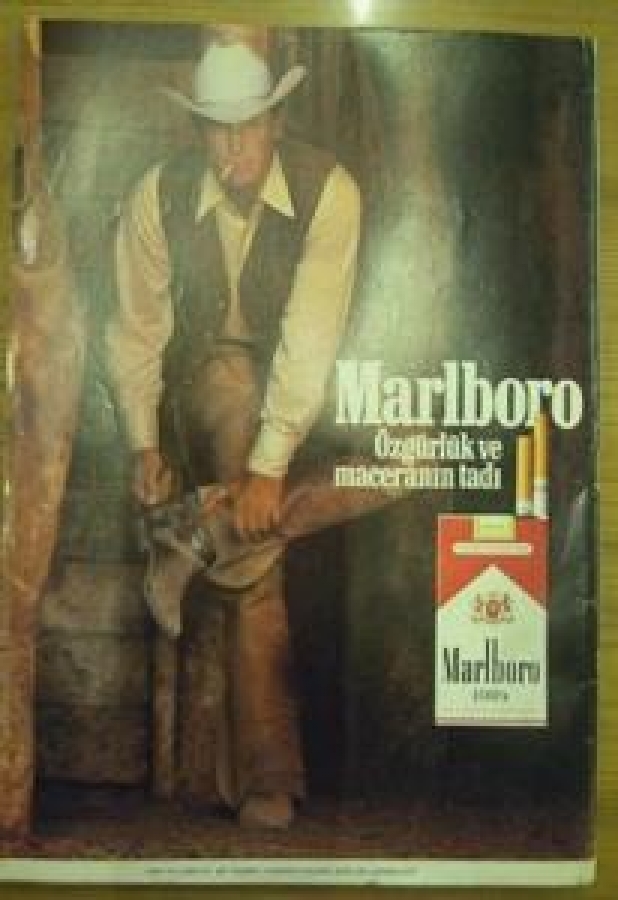 Marlboro
Özgürlük ve
maceranın tadı
Marlboro